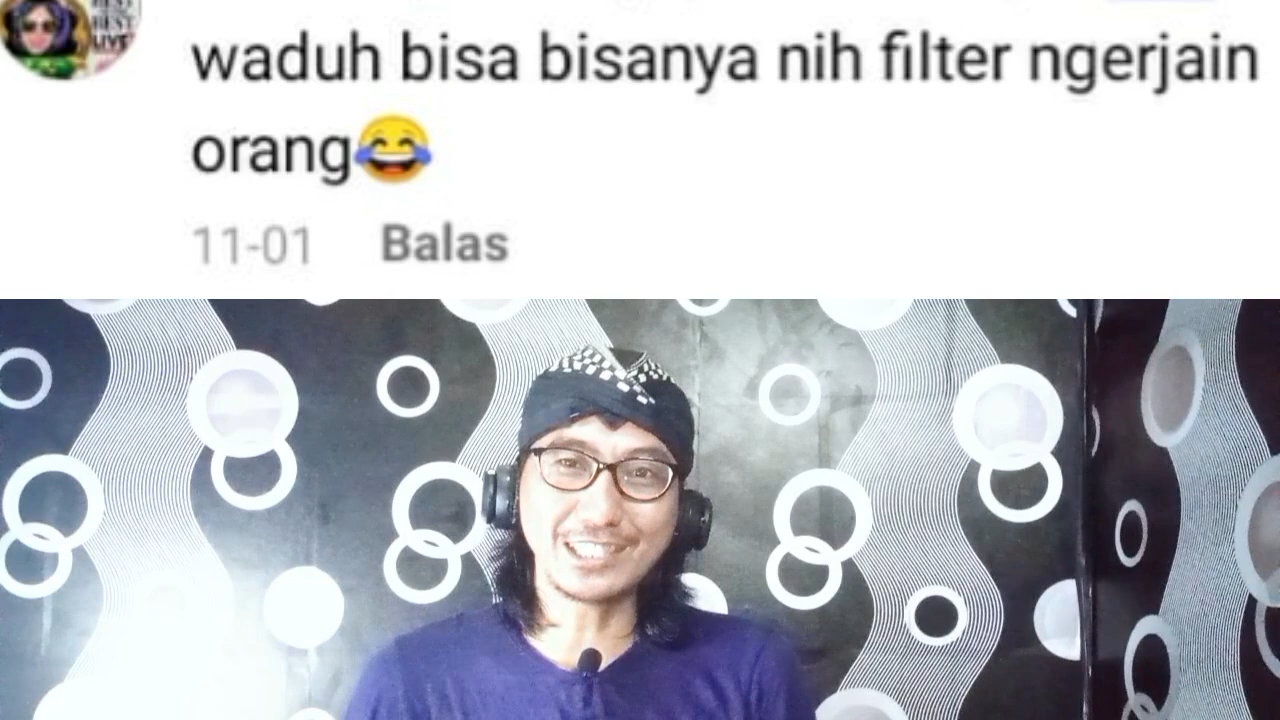 waduh bisa bisanya nih filter ngerjain
orang😂
11-01 Balas